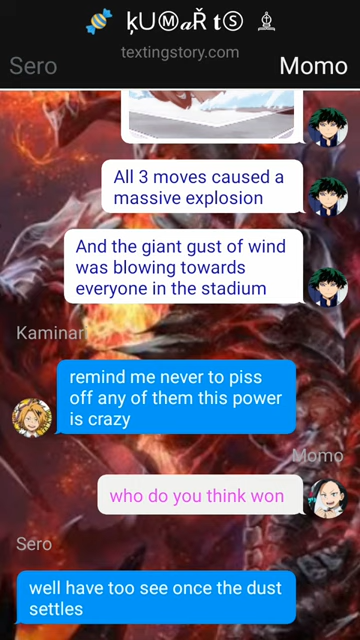 🍬 ķUⓂ𝒶Ř 𝐭Ⓢ ♗
textingstory.com
Sero
Momo
All 3 moves caused a
massive explosion
And the giant gust of wind
was blowing towards
everyone in the stadium
Kaminari
remind me never to piss
off any of them this power
is crazy
Momo
who do you think won
Sero
well have too see once the dust
settles